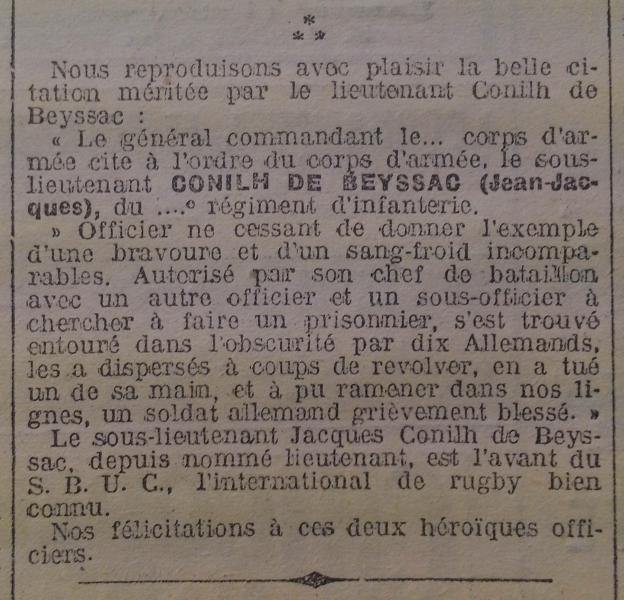 *
* *
Nous reproduisons avec plaisir la belle ci-
tation méritée par le lieutenant Conilh de
Beyssac :
« Le général commandant le... corps d'ar-
mée cite à l'ordre du corps d'armée, le sous-
lieutenant CONILH DE BEYSSAC (Jean-Jac-
ques), du ....e régiment d'infanterie.
» Officier ne cessant de donner l'exemple
d'une bravoure et d'un sang-froid incompa-
rables. Autorisé par son chef de bataillon
avec un autre officier et un sous-officier à
chercher à faire un prisonnier, s'est trouvé
entouré dans l'obscurité par dix Allemands,
les a dispersés à coups de revolver, en a tué
un de sa main, et à pu ramener dans nos li-
gnes, un soldat allemand grièvement blessé. »
Le sous-lieutenant Jacques Conilh de Beys-
sac, depuis nommé lieutenant, est l'avant du
S. B. U. C., l'international de rugby bien
connu.
Nos félicitations à ces deux héroïques offi-
ciers.